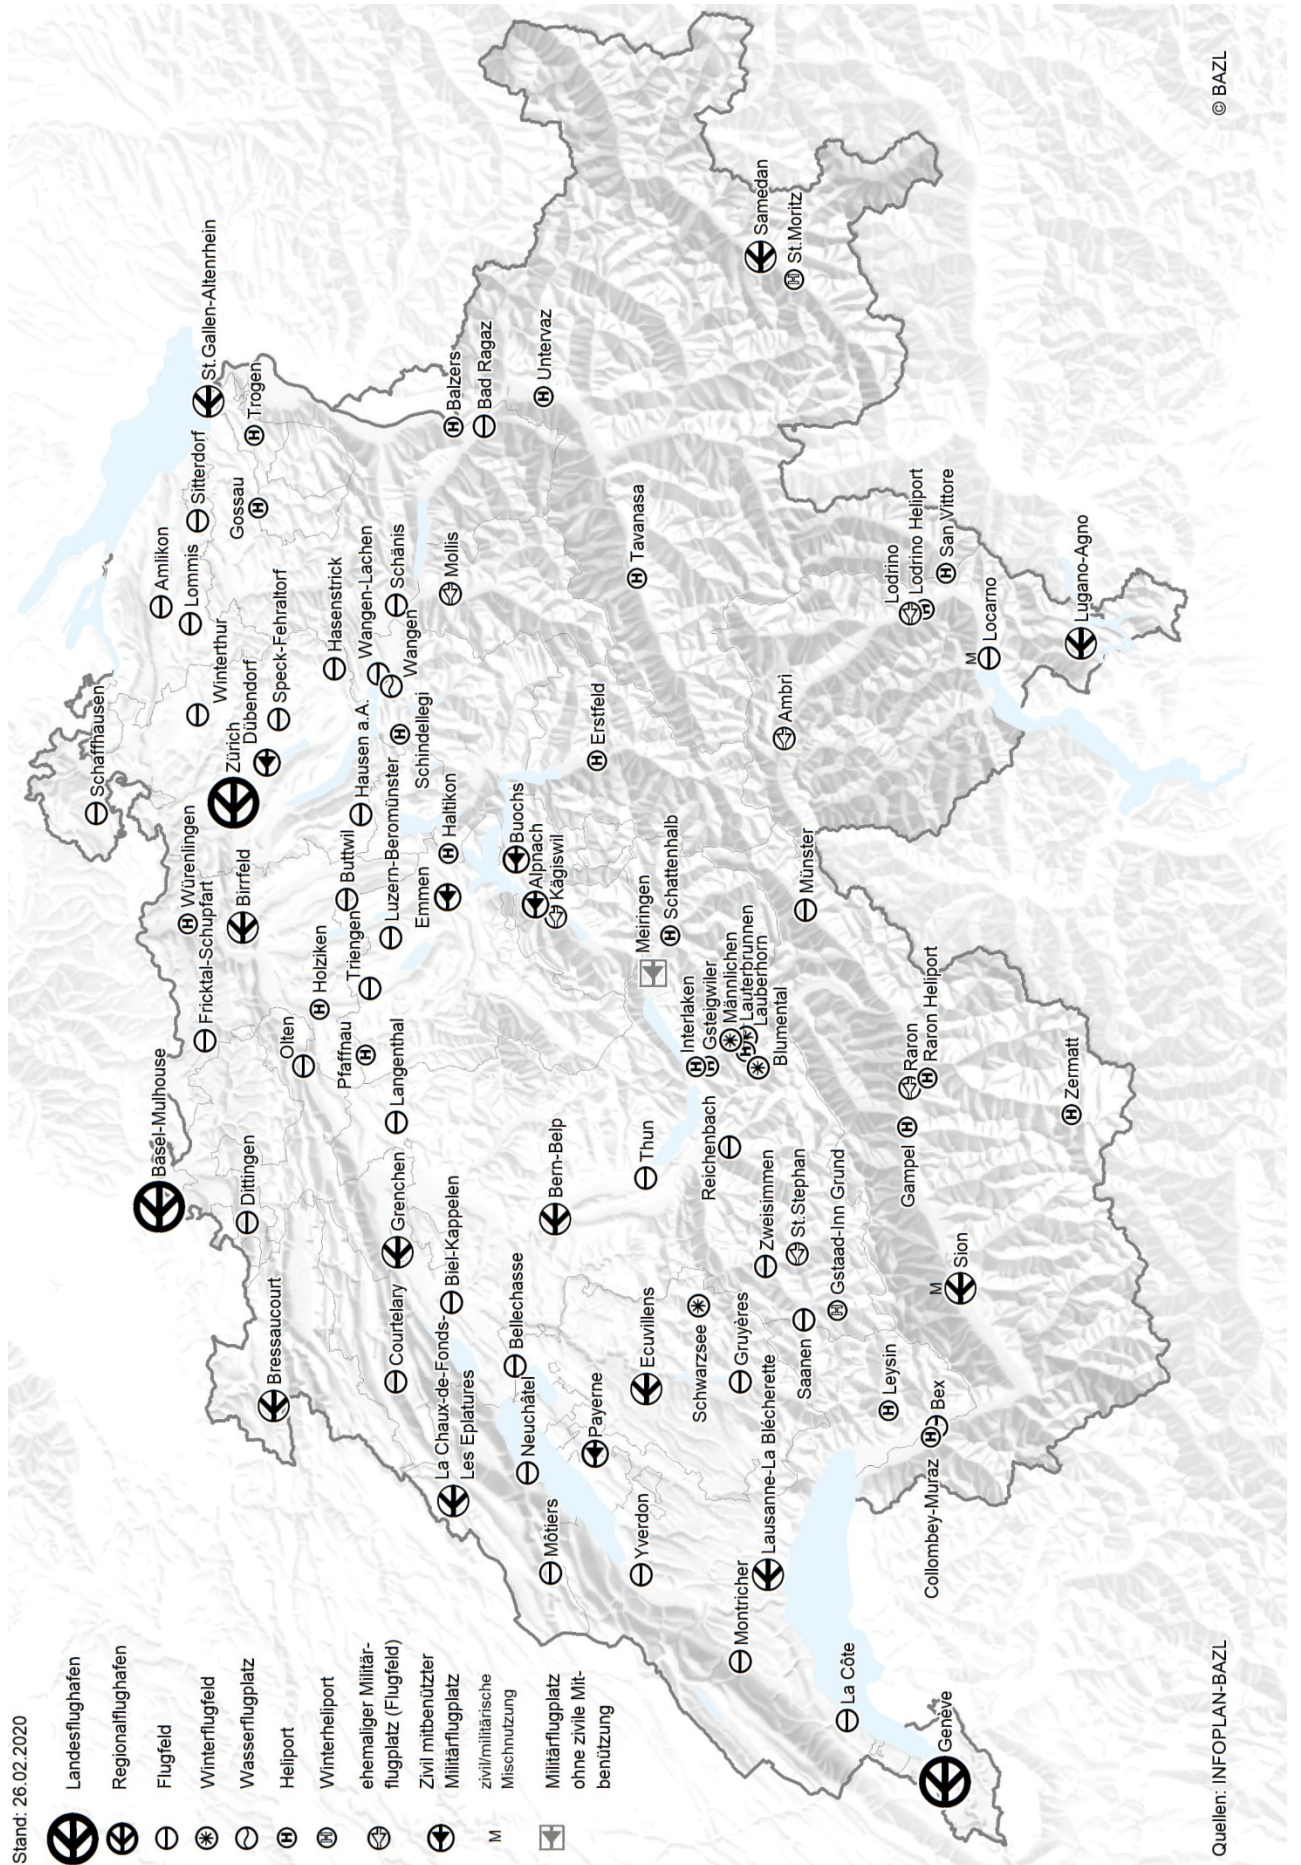 Stand: 26.02.2020
Landesflughafen
Regionalflughafen
Flugfeld
Winterflugfeld
Wasserflugplatz
Heliport
Winterheliport
ehemaliger Militär-
flugplatz (Flugfeld)
Zivil mitbenützter
Militärflugplatz
M
zivil/militärische
Mischnutzung
Militärflugplatz
ohne zivile Mit-
benützung
Schaffhausen
Basel-Mulhouse
Amlikon
Fricktal-Schupfart
Würenlingen
Lommis
Sitterdorf
St.Gallen-Altenrhein
Winterthur
Zürich
Dübendorf
Dittingen
Birrfeld
Gossau
Trogen
Speck-Fehraltorf
Bressaucourt
Olten
Holziken
Hasenstrick
Buttwil
Triengen
Pfaffnau
Hausen a.A.
Wangen-Lachen
Wangen
Schänis
Courtelary
Grenchen
Langenthal
Luzern-Beromünster
Schindellegi
Mollis
La Chaux-de-Fonds-
Les Eplatures
Biel-Kappelen
Emmen
Haltikon
Balzers
Bad Ragaz
Neuchâtel
Bellechasse
Buochs
Alpnach
Kägiswil
Untervaz
Môtiers
Bern-Belp
Payerne
Erstfeld
Yverdon
Ecuvillens
Thun
Meiringen
Schattenhalb
Tavanasa
Schwarzsee
Interlaken
Gsteigwiler
Reichenbach
Männlichen
Lauterbrunnen
Lauberhorn
Blumental
Montricher
Gruyères
Lausanne-La Blécherette
Zweisimmen
St.Stephan
Saanen
Gstaad-Inn Grund
Münster
Ambri
Samedan
St.Moritz
La Côte
Leysin
Gampel
Raron
Raron Heliport
Lodrino
Lodrino Heliport
San Vittore
Genève
Collombey-Muraz
Bex
M
Sion
M
Locarno
Zermatt
Lugano-Agno
Quellen: INFOPLAN-BAZL
© BAZL